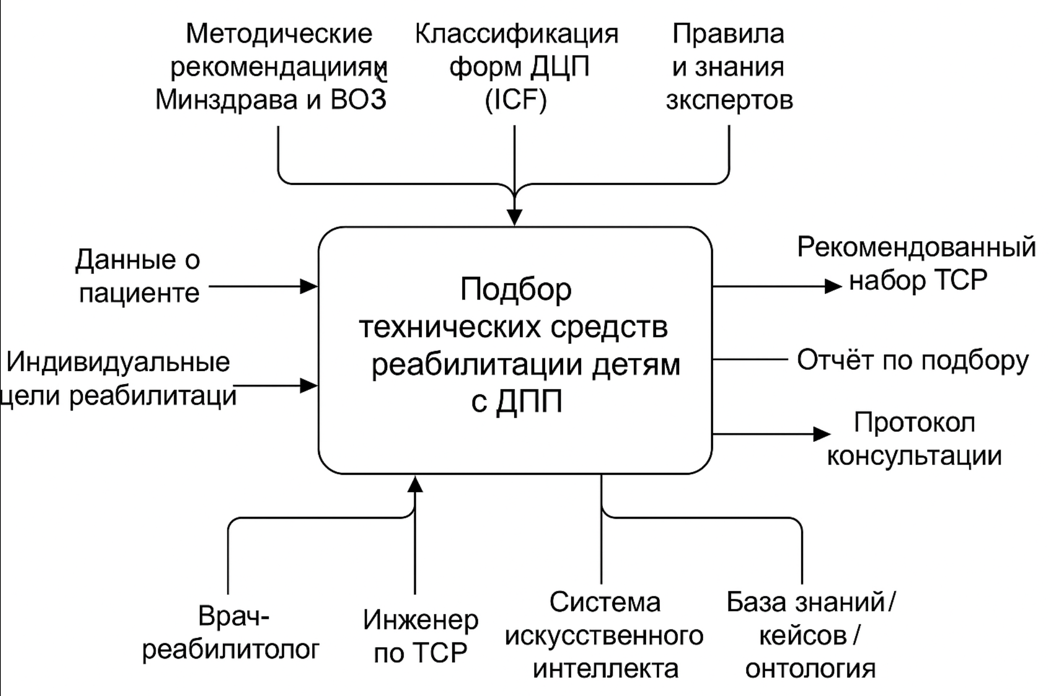 Методические
рекомендацииям
Минздрава и ВОЗ
Классификация
форм ДЦП
(ICF)
Правила
и знания
зкспертов
Данные о
пациенте
Индивидуальные
цели реабилитаци
Подбор
технических средств
реабилитации детям
с ДПП
Рекомендованный
набор ТСР
Отчёт по подбору
Протокол
консультации
Врач-
реабилитолог
Инженер
по ТСР
Система
искусственного
интеллекта
База знаний/
кейсов/
онтология